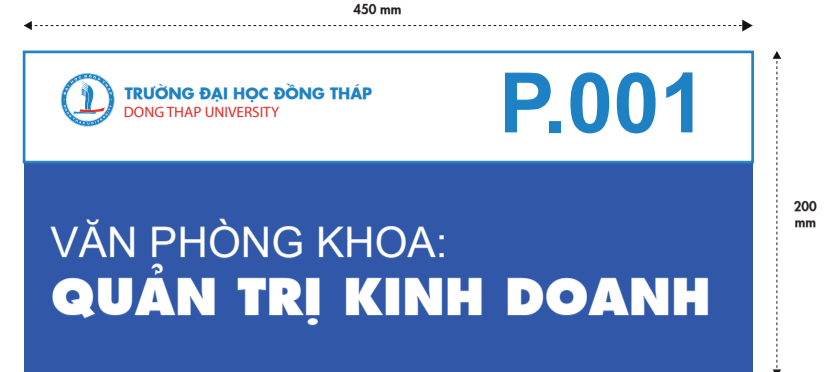 450 mm
TRƯỜNG ĐẠI HỌC ĐỒNG THÁP
DONG THAP UNIVERSITY
P.001
200
mm
VĂN PHÒNG KHOA:
QUẢN TRỊ KINH DOANH